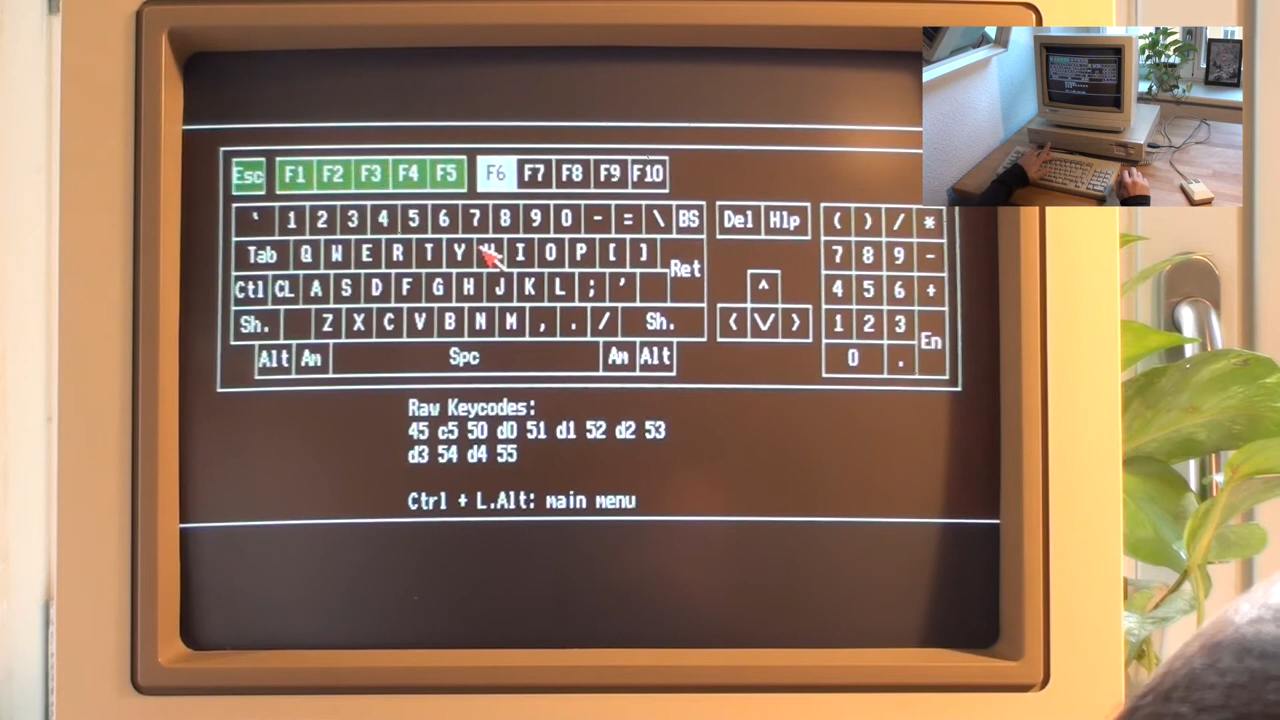 Esc F1 F2 F3 F4 F5 F6 F7 F8 F9 F10
` 1 2 3 4 5 6 7 8 9 0 - = \ BS Del Hlp ( ) / *
Tab Q W E R T Y I O P [ ] 7 8 9 -
Ret
Ctl CL A S D F G H J K L ; ' ^ 4 5 6 +
Sh. Z X C V B N M , . / Sh. < V > 1 2 3
En
Alt Am Spc Am Alt 0 .
Raw Keycodes:
45 c5 50 d0 51 d1 52 d2 53
d3 54 d4 55
Ctrl + L.Alt: main menu